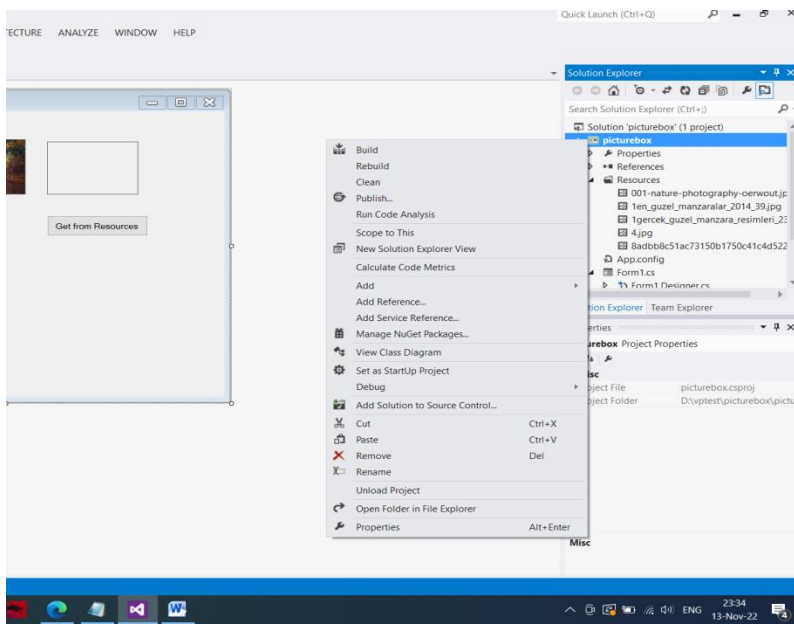 Quick Launch (Ctrl+Q)
TECTURE ANALYZE WINDOW HELP
Solution Explorer
Search Solution Explorer (Ctrl+;)
Solution 'picturebox' (1 project)
picturebox
Properties
References
Resources
001-nature-photography-oerwout.jp
1en_guzel_manzaralar_2014_39.jpg
1gercek_guzel_manzara_resimleri_23
4.jpg
8adbb8c51ac73150b1750c41c4d522
App.config
Form1.cs
Form1.Designer.cs
tion Explorer Team Explorer
erties
turebox Project Properties
isc
oject File picturebox.csproj
oject Folder D:\vptest\picturebox\pictu
Misc
Get from Resources
Build
Rebuild
Clean
Publish...
Run Code Analysis
Scope to This
New Solution Explorer View
Calculate Code Metrics
Add
Add Reference...
Add Service Reference...
Manage NuGet Packages...
View Class Diagram
Set as StartUp Project
Debug
Add Solution to Source Control...
Cut Ctrl+X
Paste Ctrl+V
Remove Del
Rename
Unload Project
Open Folder in File Explorer
Properties Alt+Enter
ENG
23:34
13-Nov-22
4